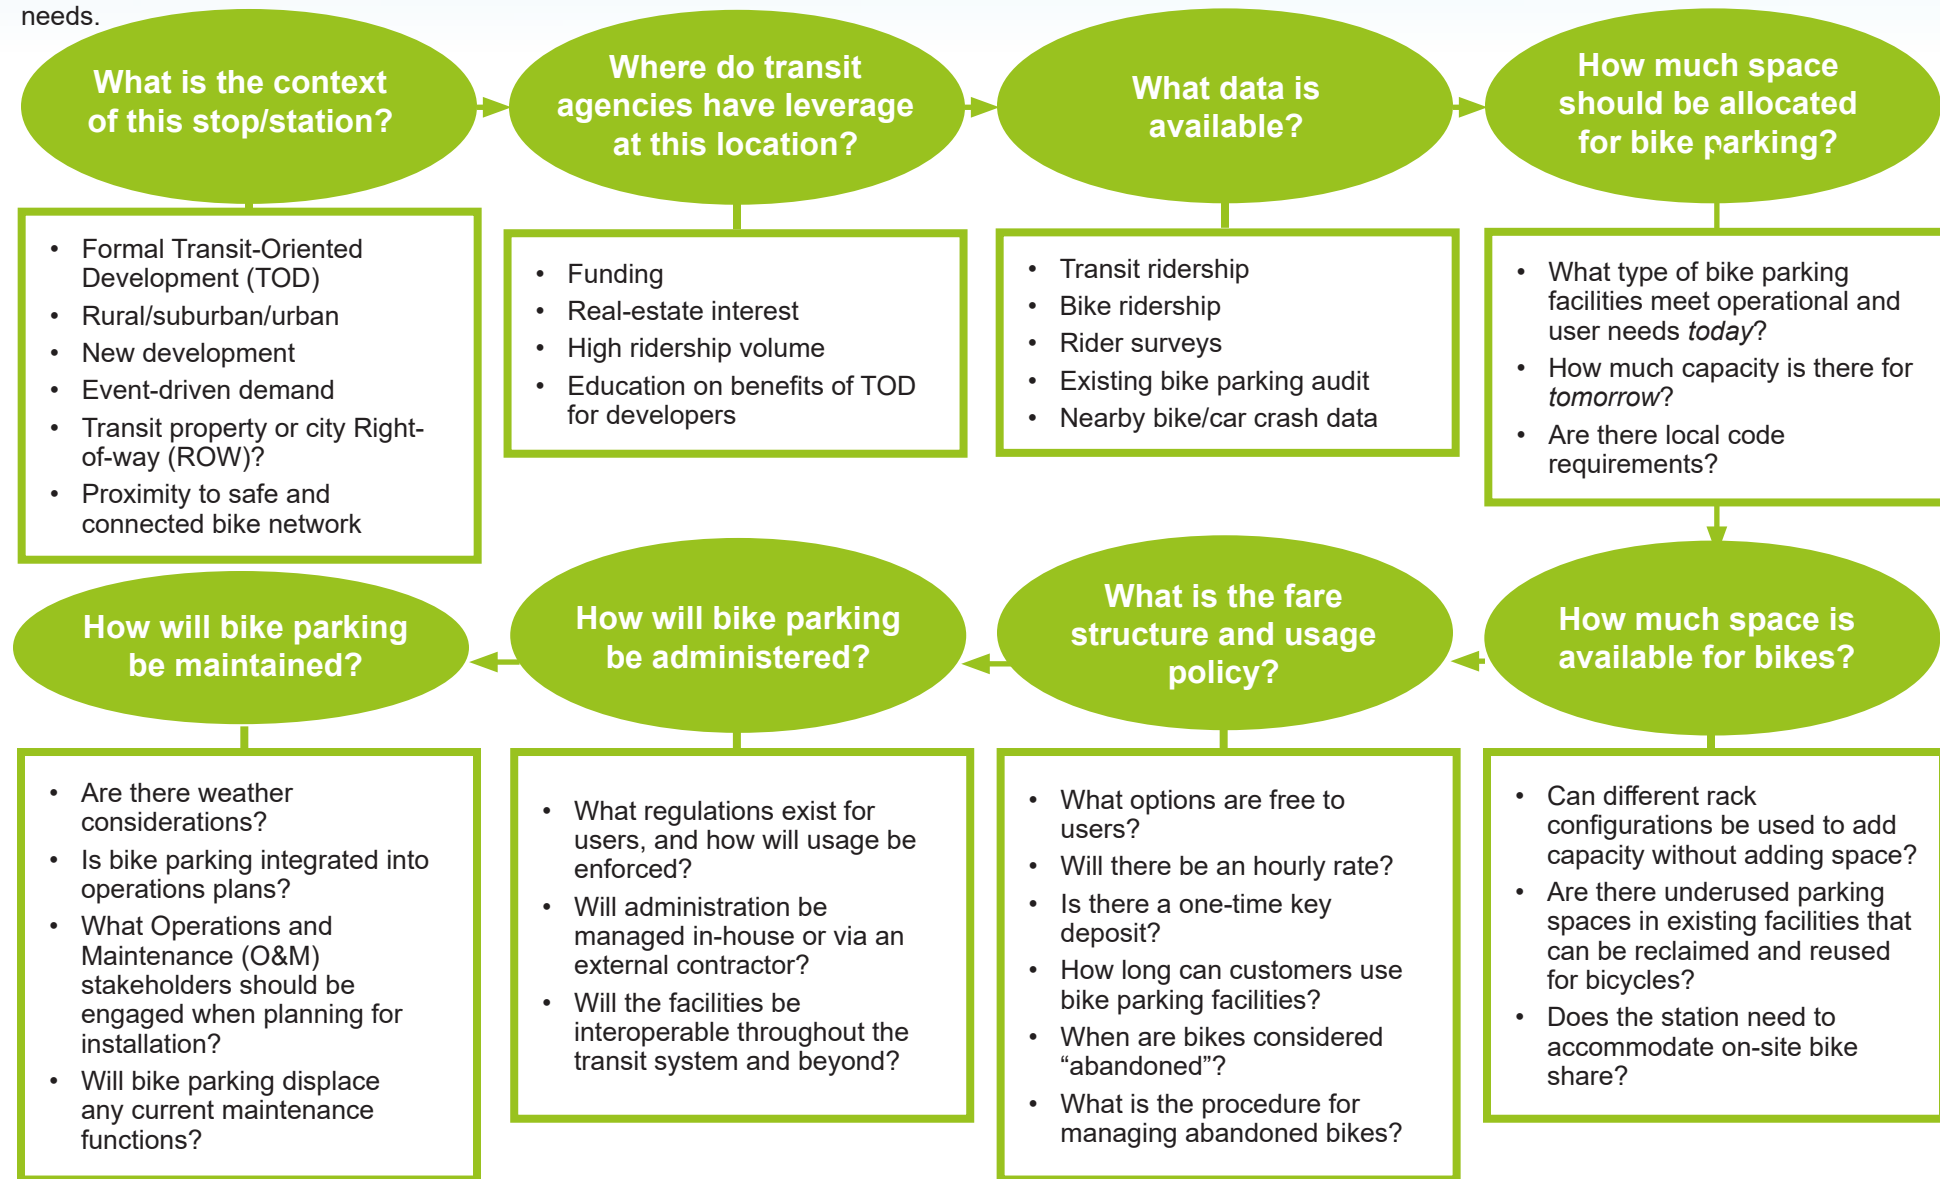 needs.
What is the context
of this stop/station?
• Formal Transit-Oriented
Development (TOD)
• Rural/suburban/urban
• New development
• Event-driven demand
• Transit property or city Right-
of-way (ROW)?
• Proximity to safe and
connected bike network
Where do transit
agencies have leverage
at this location?
• Funding
• Real-estate interest
• High ridership volume
• Education on benefits of TOD
for developers
What data is
available?
• Transit ridership
• Bike ridership
• Rider surveys
• Existing bike parking audit
• Nearby bike/car crash data
How much space
should be allocated
for bike parking?
• What type of bike parking
facilities meet operational and
user needs today?
• How much capacity is there for
tomorrow?
• Are there local code
requirements?
How much space is
available for bikes?
• Can different rack
configurations be used to add
capacity without adding space?
• Are there underused parking
spaces in existing facilities that
can be reclaimed and reused
for bicycles?
• Does the station need to
accommodate on-site bike
share?
What is the fare
structure and usage
policy?
• What options are free to
users?
• Will there be an hourly rate?
• Is there a one-time key
deposit?
• How long can customers use
bike parking facilities?
• When are bikes considered
“abandoned”?
• What is the procedure for
managing abandoned bikes?
How will bike parking
be administered?
• What regulations exist for
users, and how will usage be
enforced?
• Will administration be
managed in-house or via an
external contractor?
• Will the facilities be
interoperable throughout the
transit system and beyond?
How will bike parking
be maintained?
• Are there weather
considerations?
• Is bike parking integrated into
operations plans?
• What Operations and
Maintenance (O&M)
stakeholders should be
engaged when planning for
installation?
• Will bike parking displace
any current maintenance
functions?